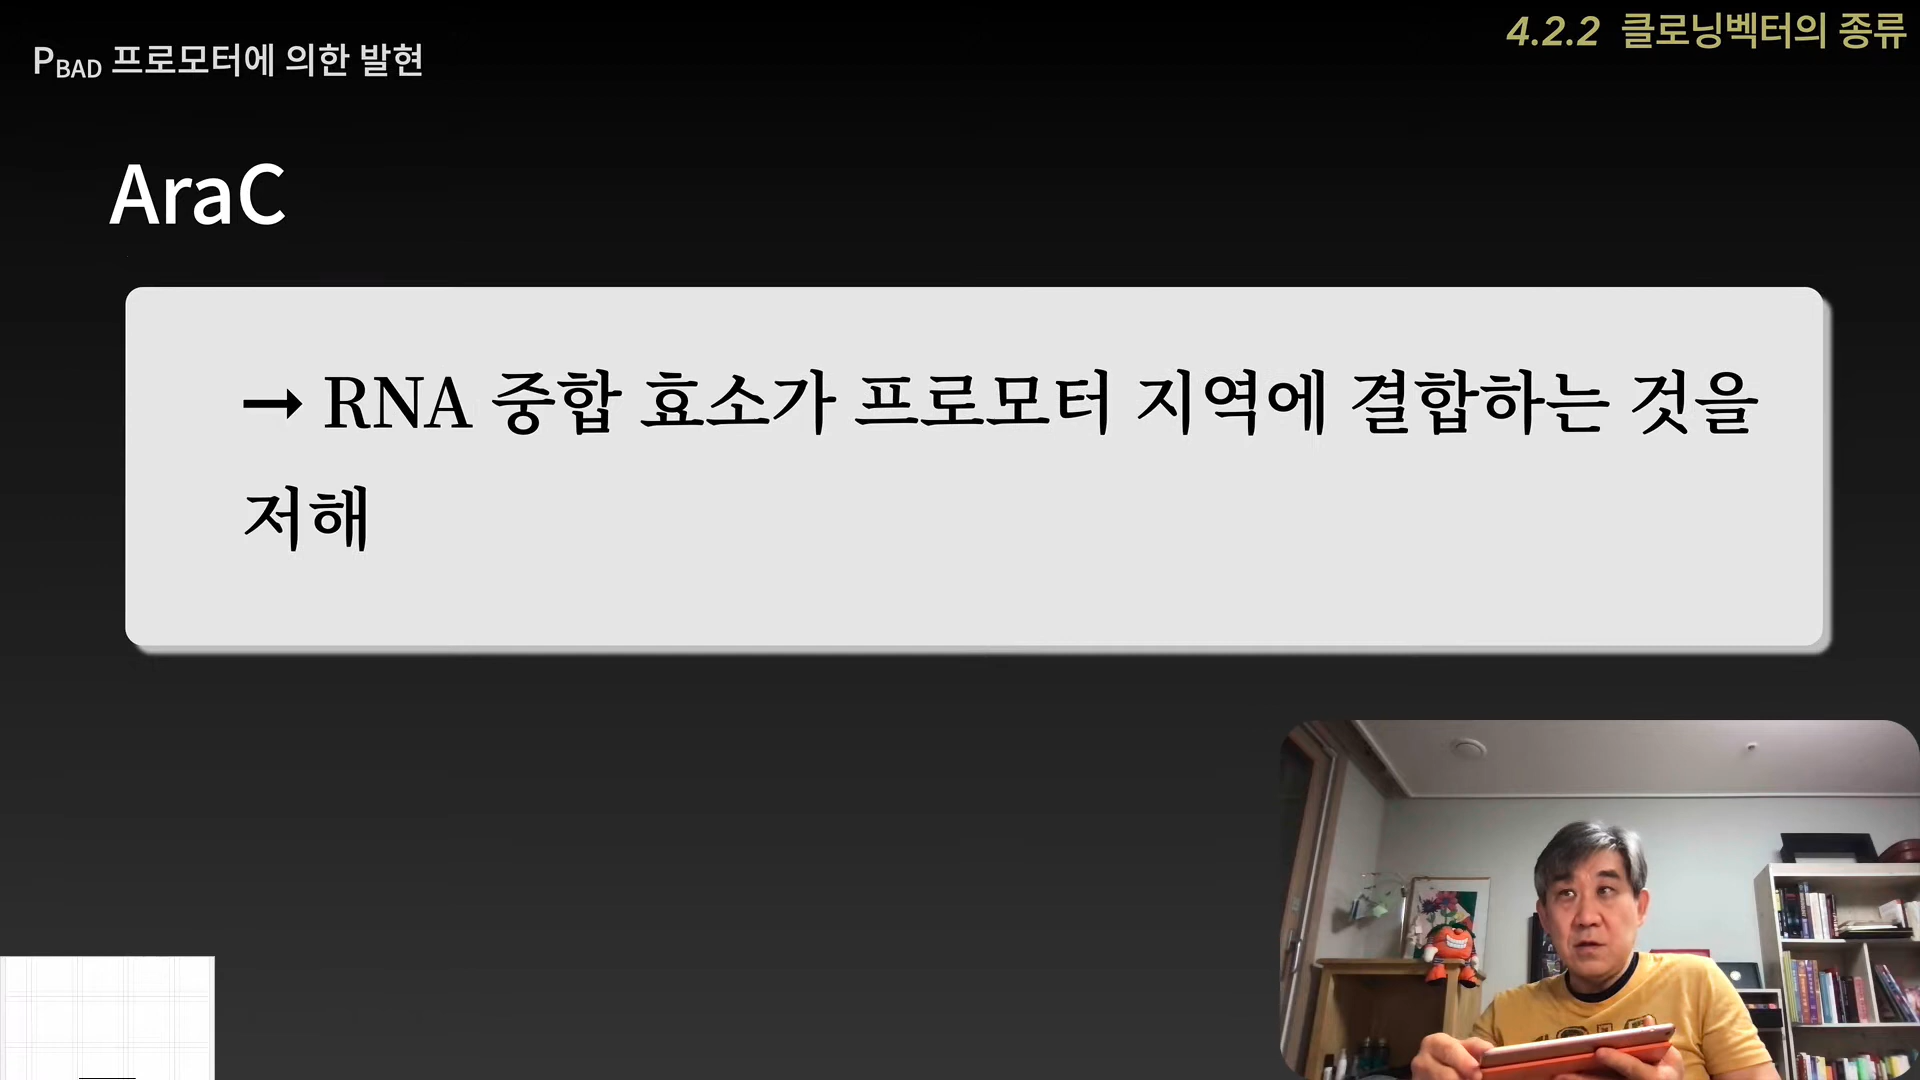 P_BAD 프로모터에 의한 발현
4.2.2 클로닝벡터의 종류
AraC
➞ RNA 중합 효소가 프로모터 지역에 결합하는 것을
저해